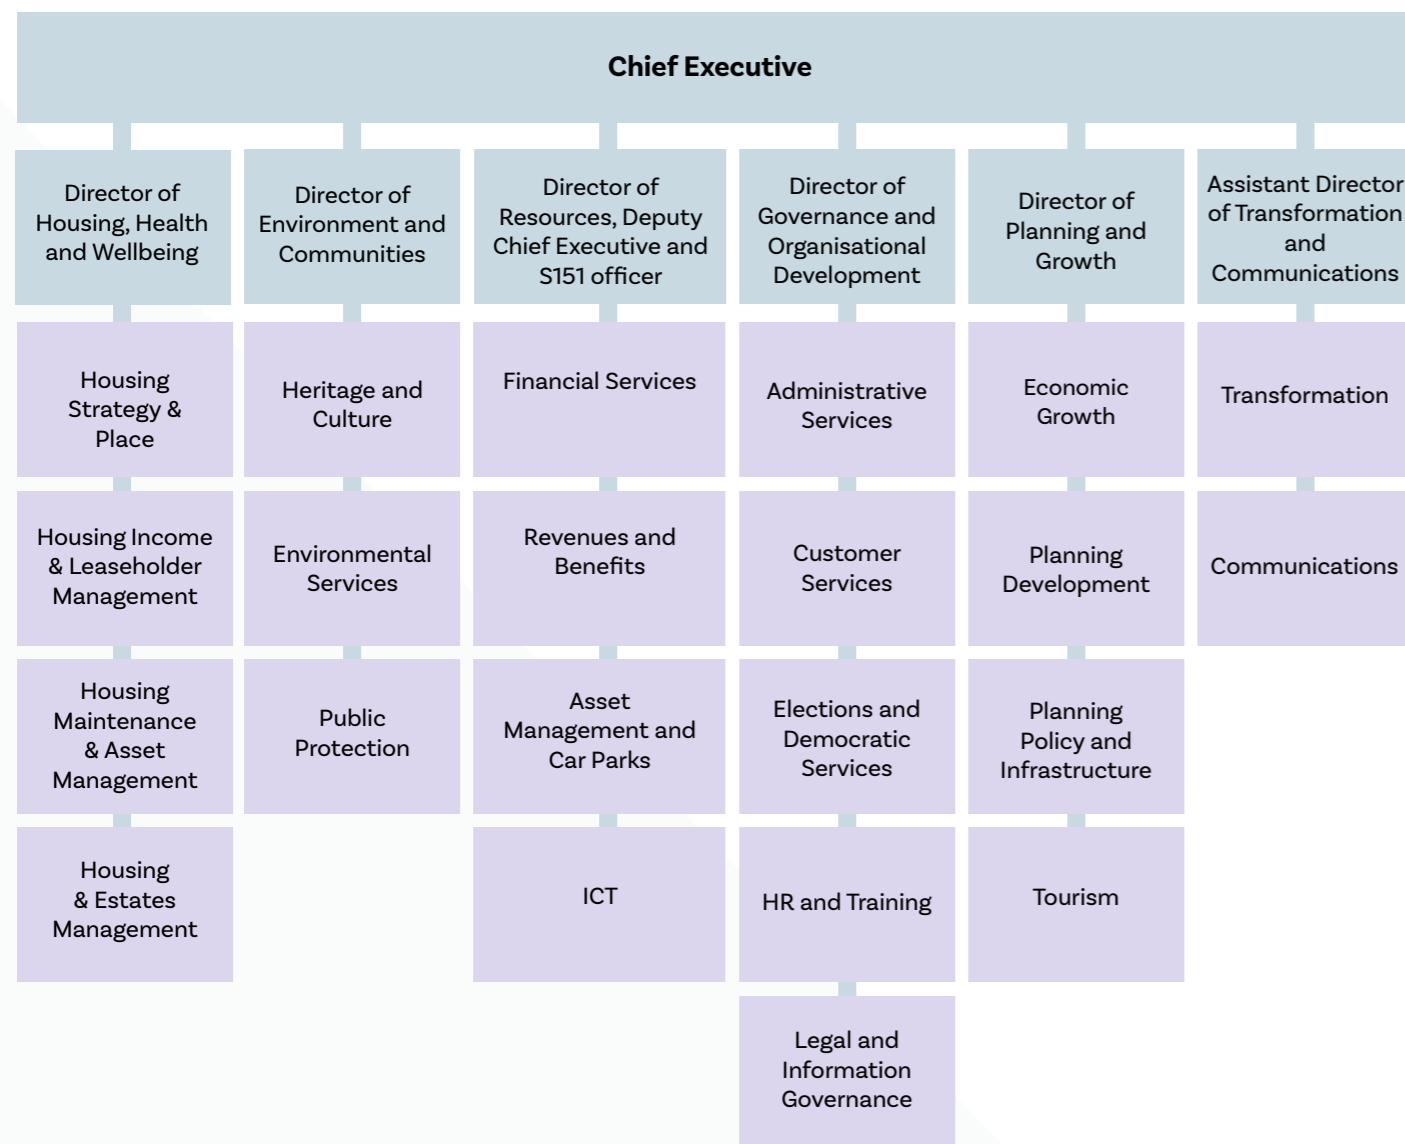 Chief Executive
Director of
Housing, Health
and Wellbeing
Director of
Environment and
Communities
Director of
Resources, Deputy
Chief Executive and
S151 officer
Director of
Governance and
Organisational
Development
Director of
Planning and
Growth
Assistant Director
of Transformation
and
Communications
Housing
Strategy &
Place
Heritage and
Culture
Financial Services
Administrative
Services
Economic
Growth
Transformation
Housing Income
& Leaseholder
Management
Environmental
Services
Revenues and
Benefits
Customer
Services
Planning
Development
Communications
Housing
Maintenance
& Asset
Management
Public
Protection
Asset
Management and
Car Parks
Elections and
Democratic
Services
Planning
Policy and
Infrastructure
Housing
& Estates
Management
ICT
HR and Training
Tourism
Legal and
Information
Governance